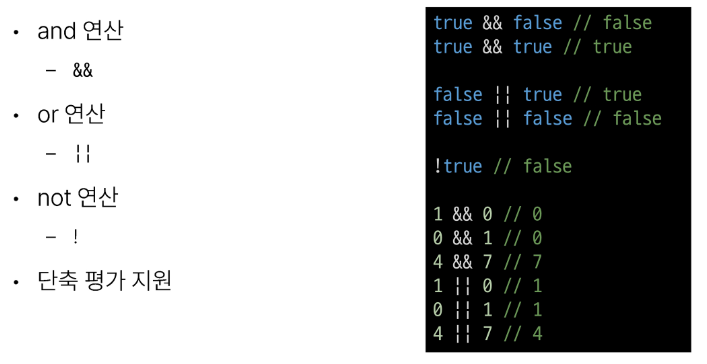 • and 연산
– &&
• or 연산
– ||
• not 연산
– !
• 단축 평가 지원
true && false // false
true && true // true
false || true // true
false || false // false
!true // false
1 && 0 // 0
0 && 1 // 0
4 && 7 // 7
1 || 0 // 1
0 || 1 // 1
4 || 7 // 4